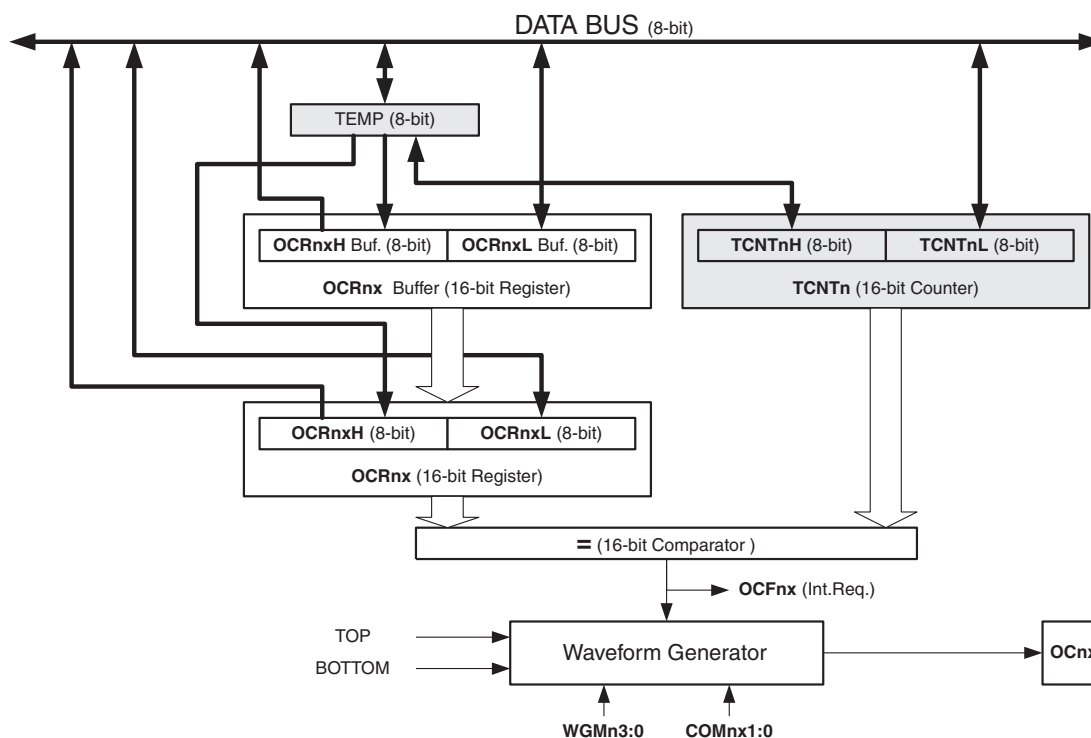 DATA BUS (8-bit)
TEMP (8-bit)
OCRnxH Buf. (8-bit)
OCRnxL Buf. (8-bit)
TCNTnH (8-bit)
TCNTnL (8-bit)
OCRnx Buffer (16-bit Register)
TCNTn (16-bit Counter)
OCRnxH (8-bit)
OCRnxL (8-bit)
OCRnx (16-bit Register)
= (16-bit Comparator )
OCFnx (Int.Req.)
TOP
BOTTOM
Waveform Generator
OCnx
WGMn3:0
COMnx1:0